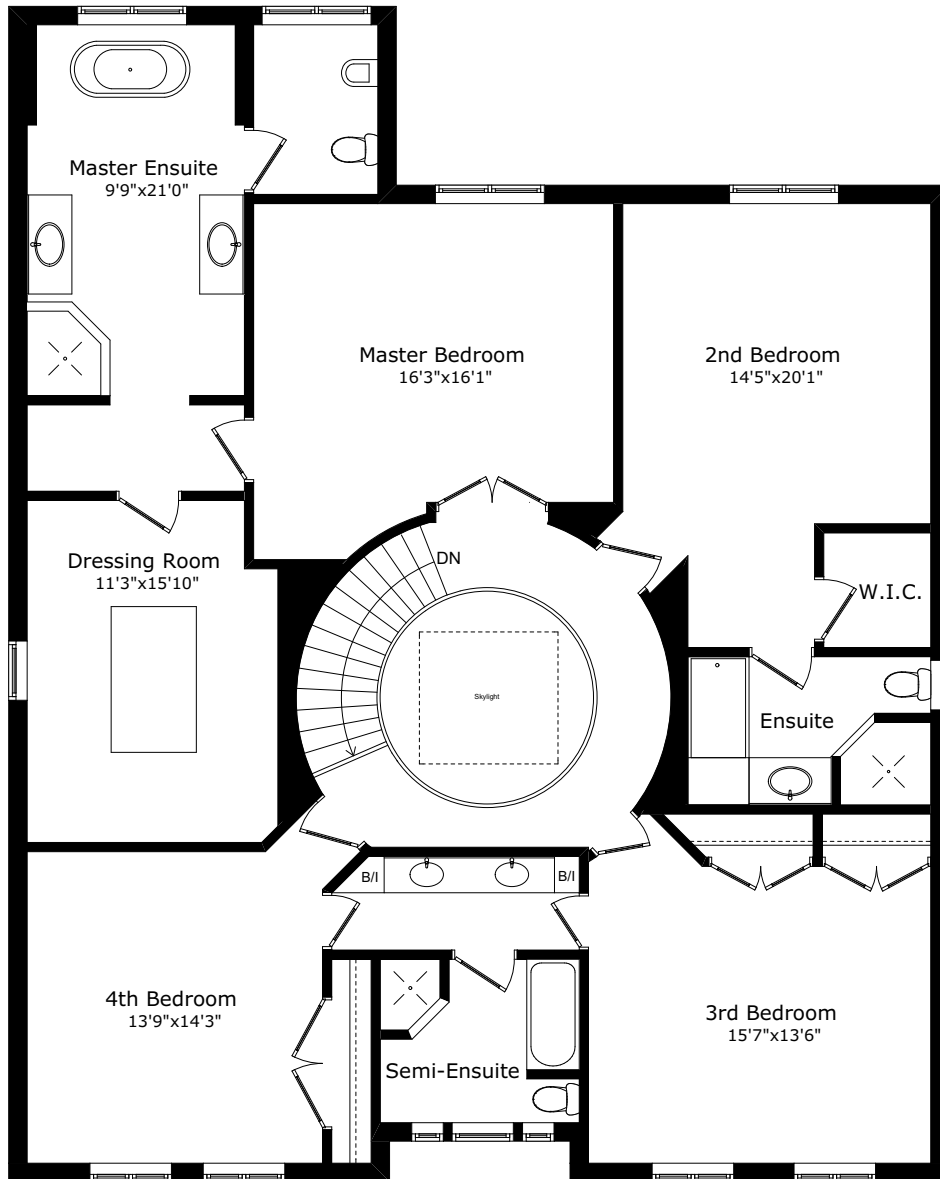 Master Ensuite
9'9"x21'0"
Master Bedroom
16'3"x16'1"
2nd Bedroom
14'5"x20'1"
Dressing Room
11'3"x15'10"
DN
W.I.C.
Skylight
Ensuite
B/I
B/I
4th Bedroom
13'9"x14'3"
3rd Bedroom
15'7"x13'6"
Semi-Ensuite